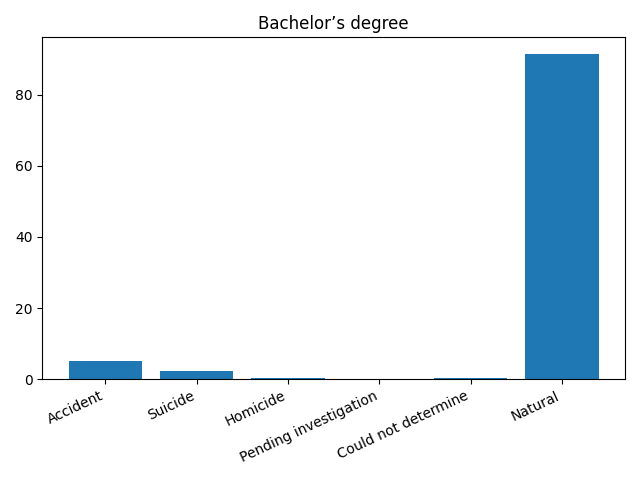 Bachelor’s degree
80
60
40
20
0
Accident
Suicide
Homicide
Pending investigation
Could not determine
Natural